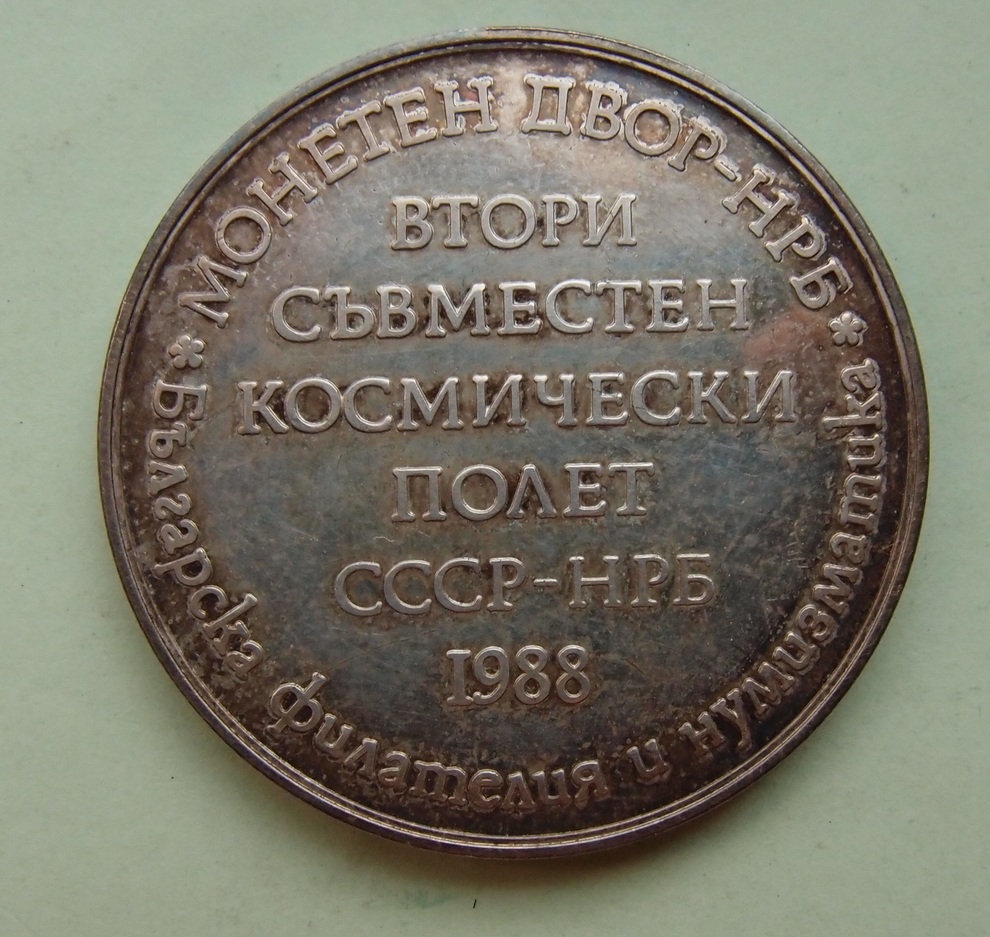 МОНЕТЕН ДВОР-НРБ
ВТОРИ
СЪВМЕСТЕН
КОСМИЧЕСКИ
ПОЛЕТ
СССР-НРБ
1988
* Българска филателия и нумизматика *